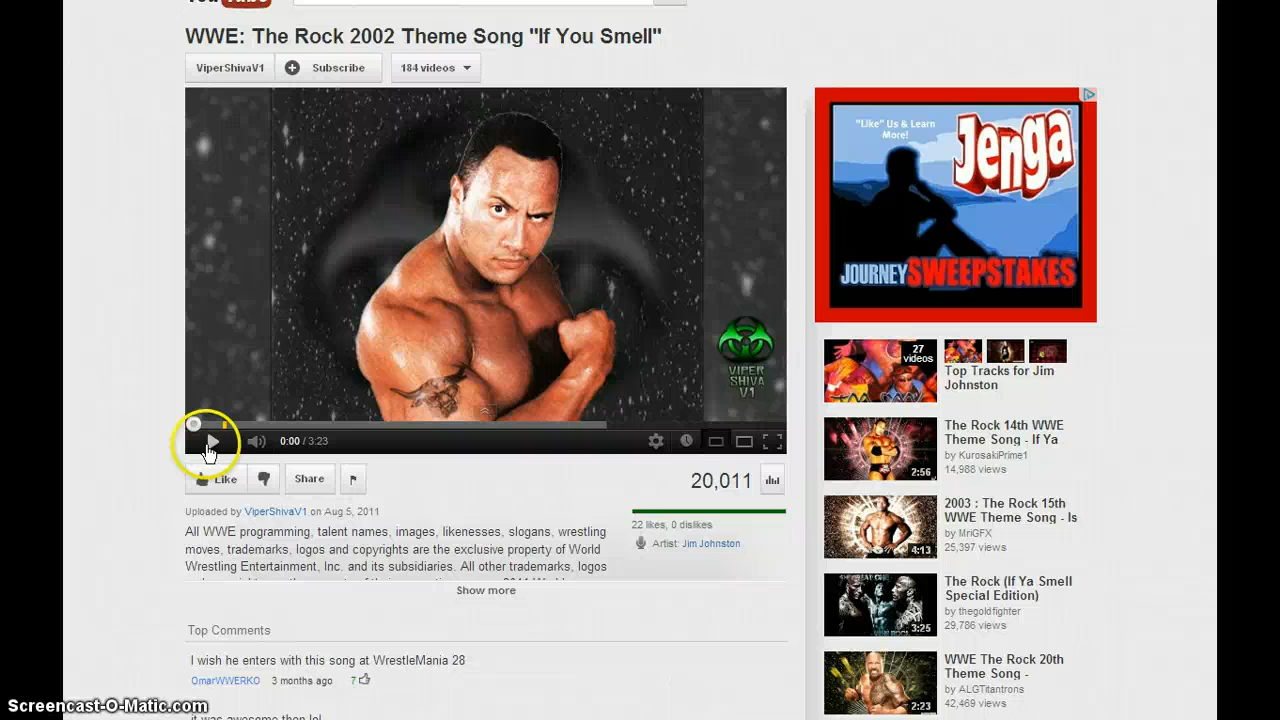 YouTube
WWE: The Rock 2002 Theme Song "If You Smell"
ViperShivaV1
Subscribe
184 videos
VIPER
SHIVA
V1
0:00 / 3:23
Like
Share
20,011
Uploaded by ViperShivaV1 on Aug 5, 2011
22 likes, 0 dislikes
Artist: Jim Johnston
All WWE programming, talent names, images, likenesses, slogans, wrestling
moves, trademarks, logos and copyrights are the exclusive property of World
Wrestling Entertainment, Inc. and its subsidiaries. All other trademarks, logos
Show more
Top Comments
I wish he enters with this song at WrestleMania 28
OmarWWERKO 3 months ago 7
it was awesome then lol
"Like" Us & Learn
More!
Jenga
JOURNEY SWEEPSTAKES
27
videos
Top Tracks for Jim
Johnston
The Rock 14th WWE
Theme Song - If Ya
by KurosakiPrime1
14,988 views
2:56
2003 : The Rock 15th
WWE Theme Song - Is
by MriGFX
25,397 views
4:13
The Rock (If Ya Smell
Special Edition)
by thegoldfighter
29,786 views
3:25
WWE The Rock 20th
Theme Song -
by ALGTitantrons
42,469 views
2:23
Screencast-O-Matic.com